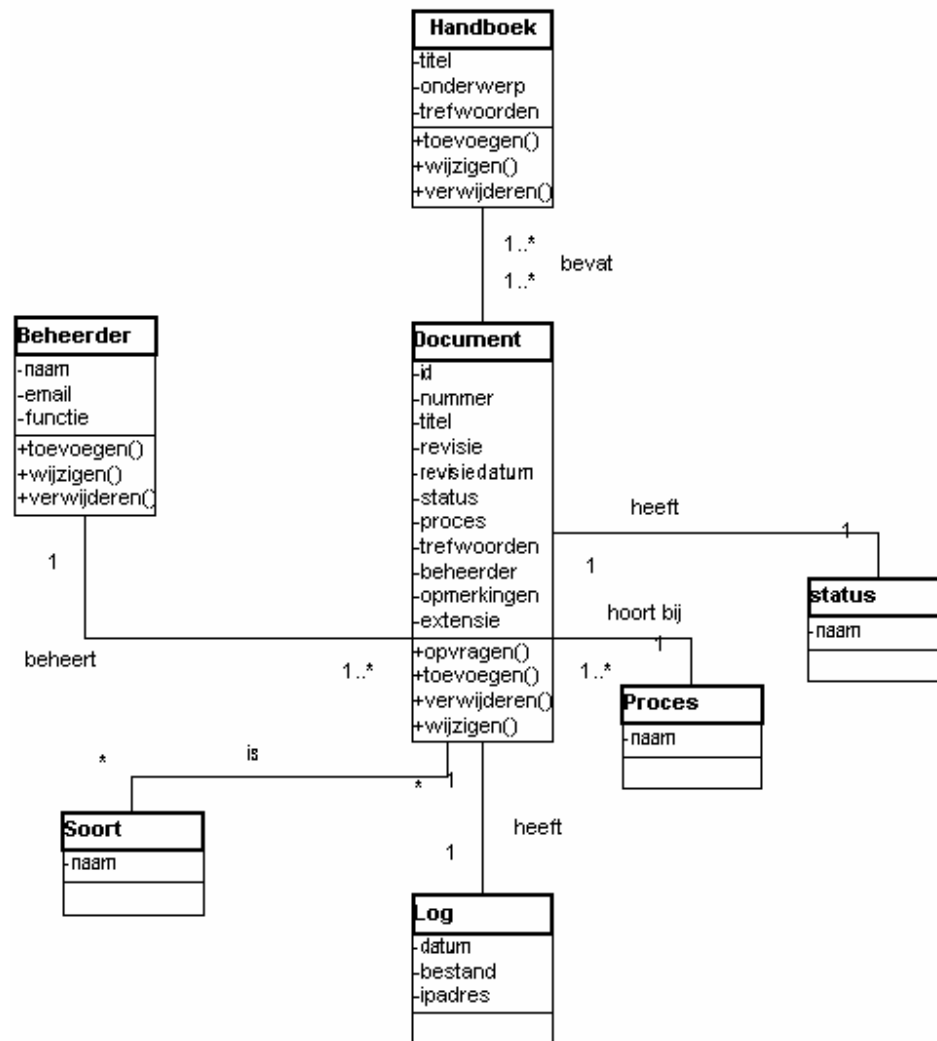 Handboek
-titel
-onderwerp
-trefwoorden
+toevoegen()
+wijzigen()
+verwijderen()
1..*
bevat
1..*
Beheerder
-naam
-email
-functie
+toevoegen()
+wijzigen()
+verwijderen()
1
beheert
1..*
Document
-id
-nummer
-titel
-revisie
-revisiedatum
-status
-proces
-trefwoorden
-beheerder
-opmerkingen
-extensie
+opvragen()
+toevoegen()
+verwijderen()
+wijzigen()
heeft
1
1
status
-naam
hoort bij
1
1..*
Proces
-naam
is
*
*
Soort
-naam
1
heeft
1
Log
-datum
-bestand
-ipadres